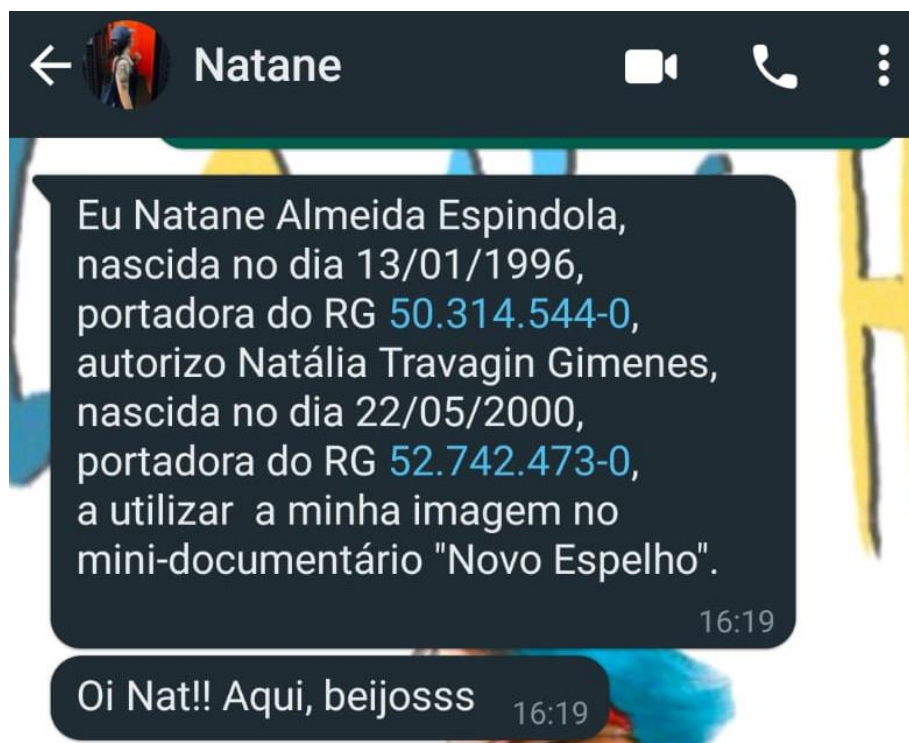 Natane
Eu Natane Almeida Espindola,
nascida no dia 13/01/1996,
portadora do RG 50.314.544-0,
autorizo Natália Travagin Gimenes,
nascida no dia 22/05/2000,
portadora do RG 52.742.473-0,
a utilizar  a minha imagem no
mini-documentário "Novo Espelho".
16:19
Oi Nat!! Aqui, beijosss 16:19